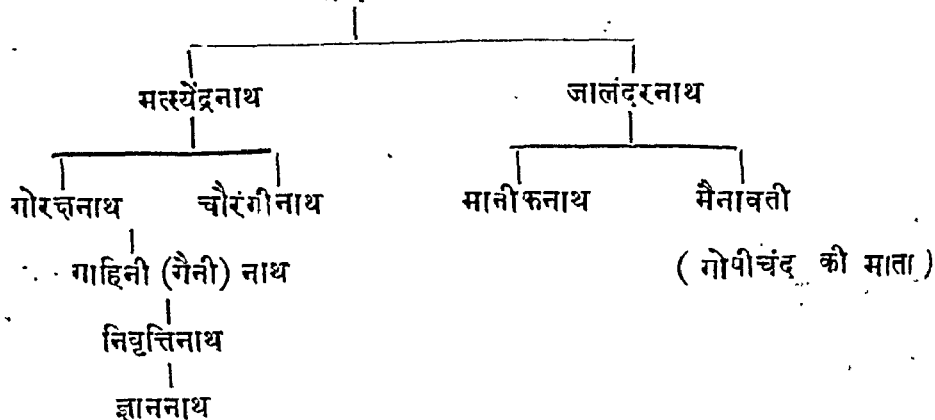 मत्स्येंद्रनाथ जालंदरनाथ
गोरक्षनाथ चौरंगीनाथ मानीकनाथ मैनावती
गाहिनी (गैनी) नाथ ( गोपीचंद की माता )
निवृत्तिनाथ
ज्ञाननाथ